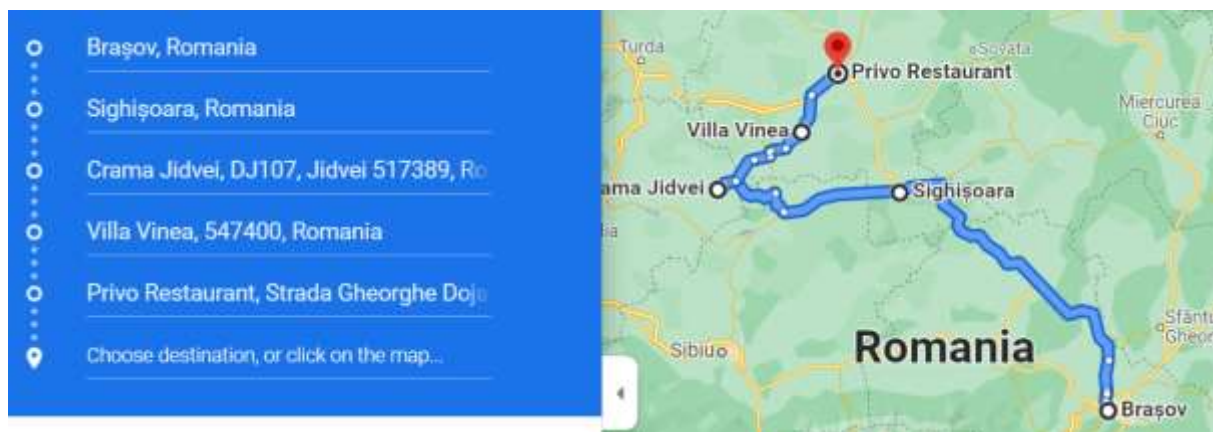 Brașov, Romania
Sighișoara, Romania
Crama Jidvei, DJ107, Jidvei 517389, Ro
Villa Vinea, 547400, Romania
Privo Restaurant, Strada Gheorghe Doje
Choose destination, or click on the map...
Turda
Sovata
Privo Restaurant
Miercurea
Ciuc
Villa Vinea
ama Jidvei
Sighișoara
Sfântu
Gheor
Romania
Sibiu
Brașov